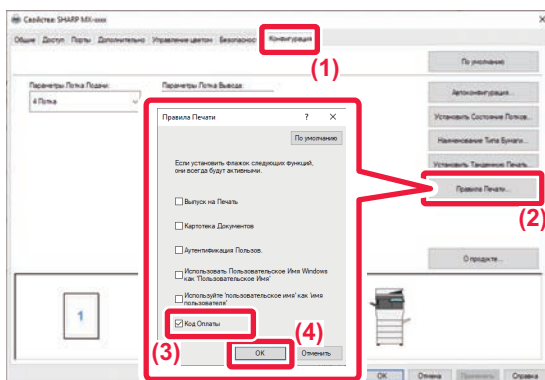 Свойства: SHARP MX-xxxx
Общие Доступ Порты Дополнительно Управление цветом Безопасность Конфигурация
(1)
По умолчанию
Параметры Лотка Подачи:
Параметры Лотка Вывода:
4 Лотка
Автоконфигурация...
Установить Состояние Лотков...
Наименование Типа Бумаги...
Установить Тандемную Печать...
Правила Печати...
(2)
О продукте...
Правила Печати ? ×
По умолчанию
Если установить флажок следующих функций,
они всегда будут активными.
Выпуск на Печать
Картотека Документов
Аутентификация Пользов.
Использовать Пользовательское Имя Windows
как 'Пользовательское Имя'
Используйте 'пользовательское имя' как 'имя
пользователя'
Код Оплаты
(3)
(4)
OK Отменить
1
OK Отмена Применить Справка